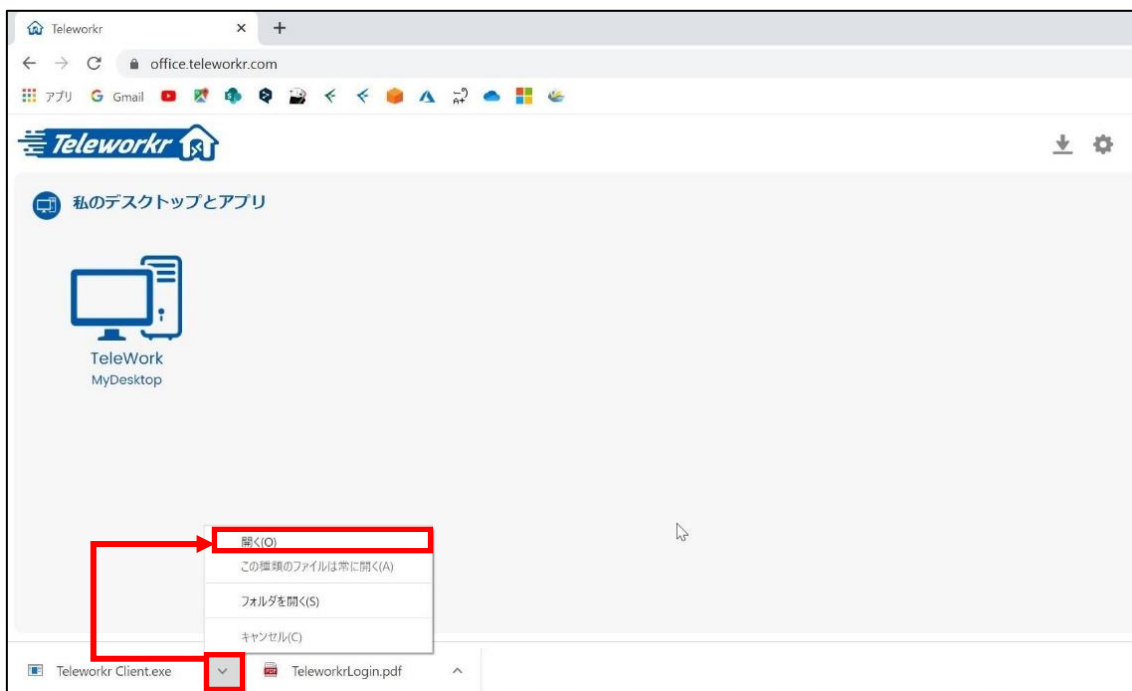 Teleworkr
office.teleworkr.com
アプリ Gmail
Teleworkr
私のデスクトップとアプリ
TeleWork
MyDesktop
開く(O)
この種類のファイルは常に開く(A)
フォルダを開く(S)
キャンセル(C)
Teleworkr Client.exe TeleworkrLogin.pdf